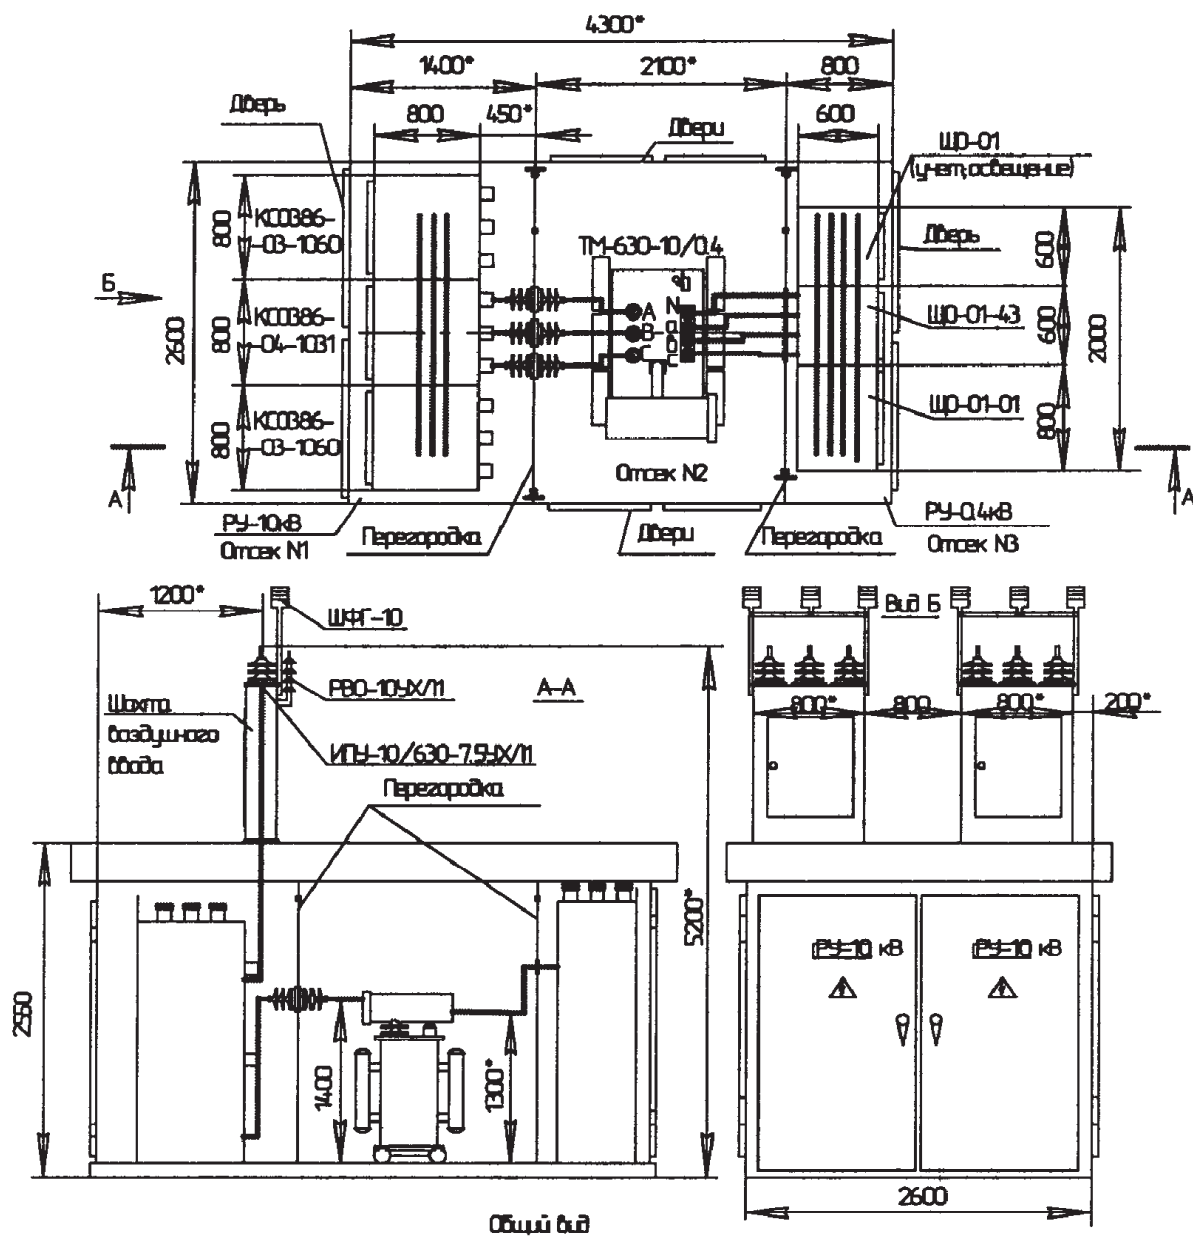 4300*
1400*
2100*
800
Дверь
800
450*
Двери
600
ЩО-01
(учет, освещение)
КСО386-
-03-1060
800
ТМ-630-10/0.4
Дверь
600
Б
2600
КСО386-
-04-1031
800
A
B
C
N
a
b
c
ЩО-01-43
600
2000
КСО386-
-03-1060
800
ЩО-01-01
800
А
Отсек N2
А
РУ-10кВ
Отсек N1
Перегородка
Двери
Перегородка
РУ-0.4кВ
Отсек N3
1200*
ШФГ-10
Вид Б
РВО-10УХЛ1
А-А
Шахта
воздушного
ввода
800*
800
800*
200*
ИПУ-10/630-7.5УХЛ1
Перегородка
5200*
РУ-10 кВ
РУ-10 кВ
2550
1400
1300*
2600
Общий вид